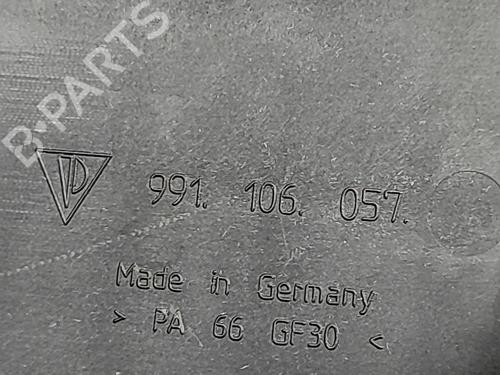 B-PARTS
991. 106. 057.
Made in Germany
> PA 66 GF30 <